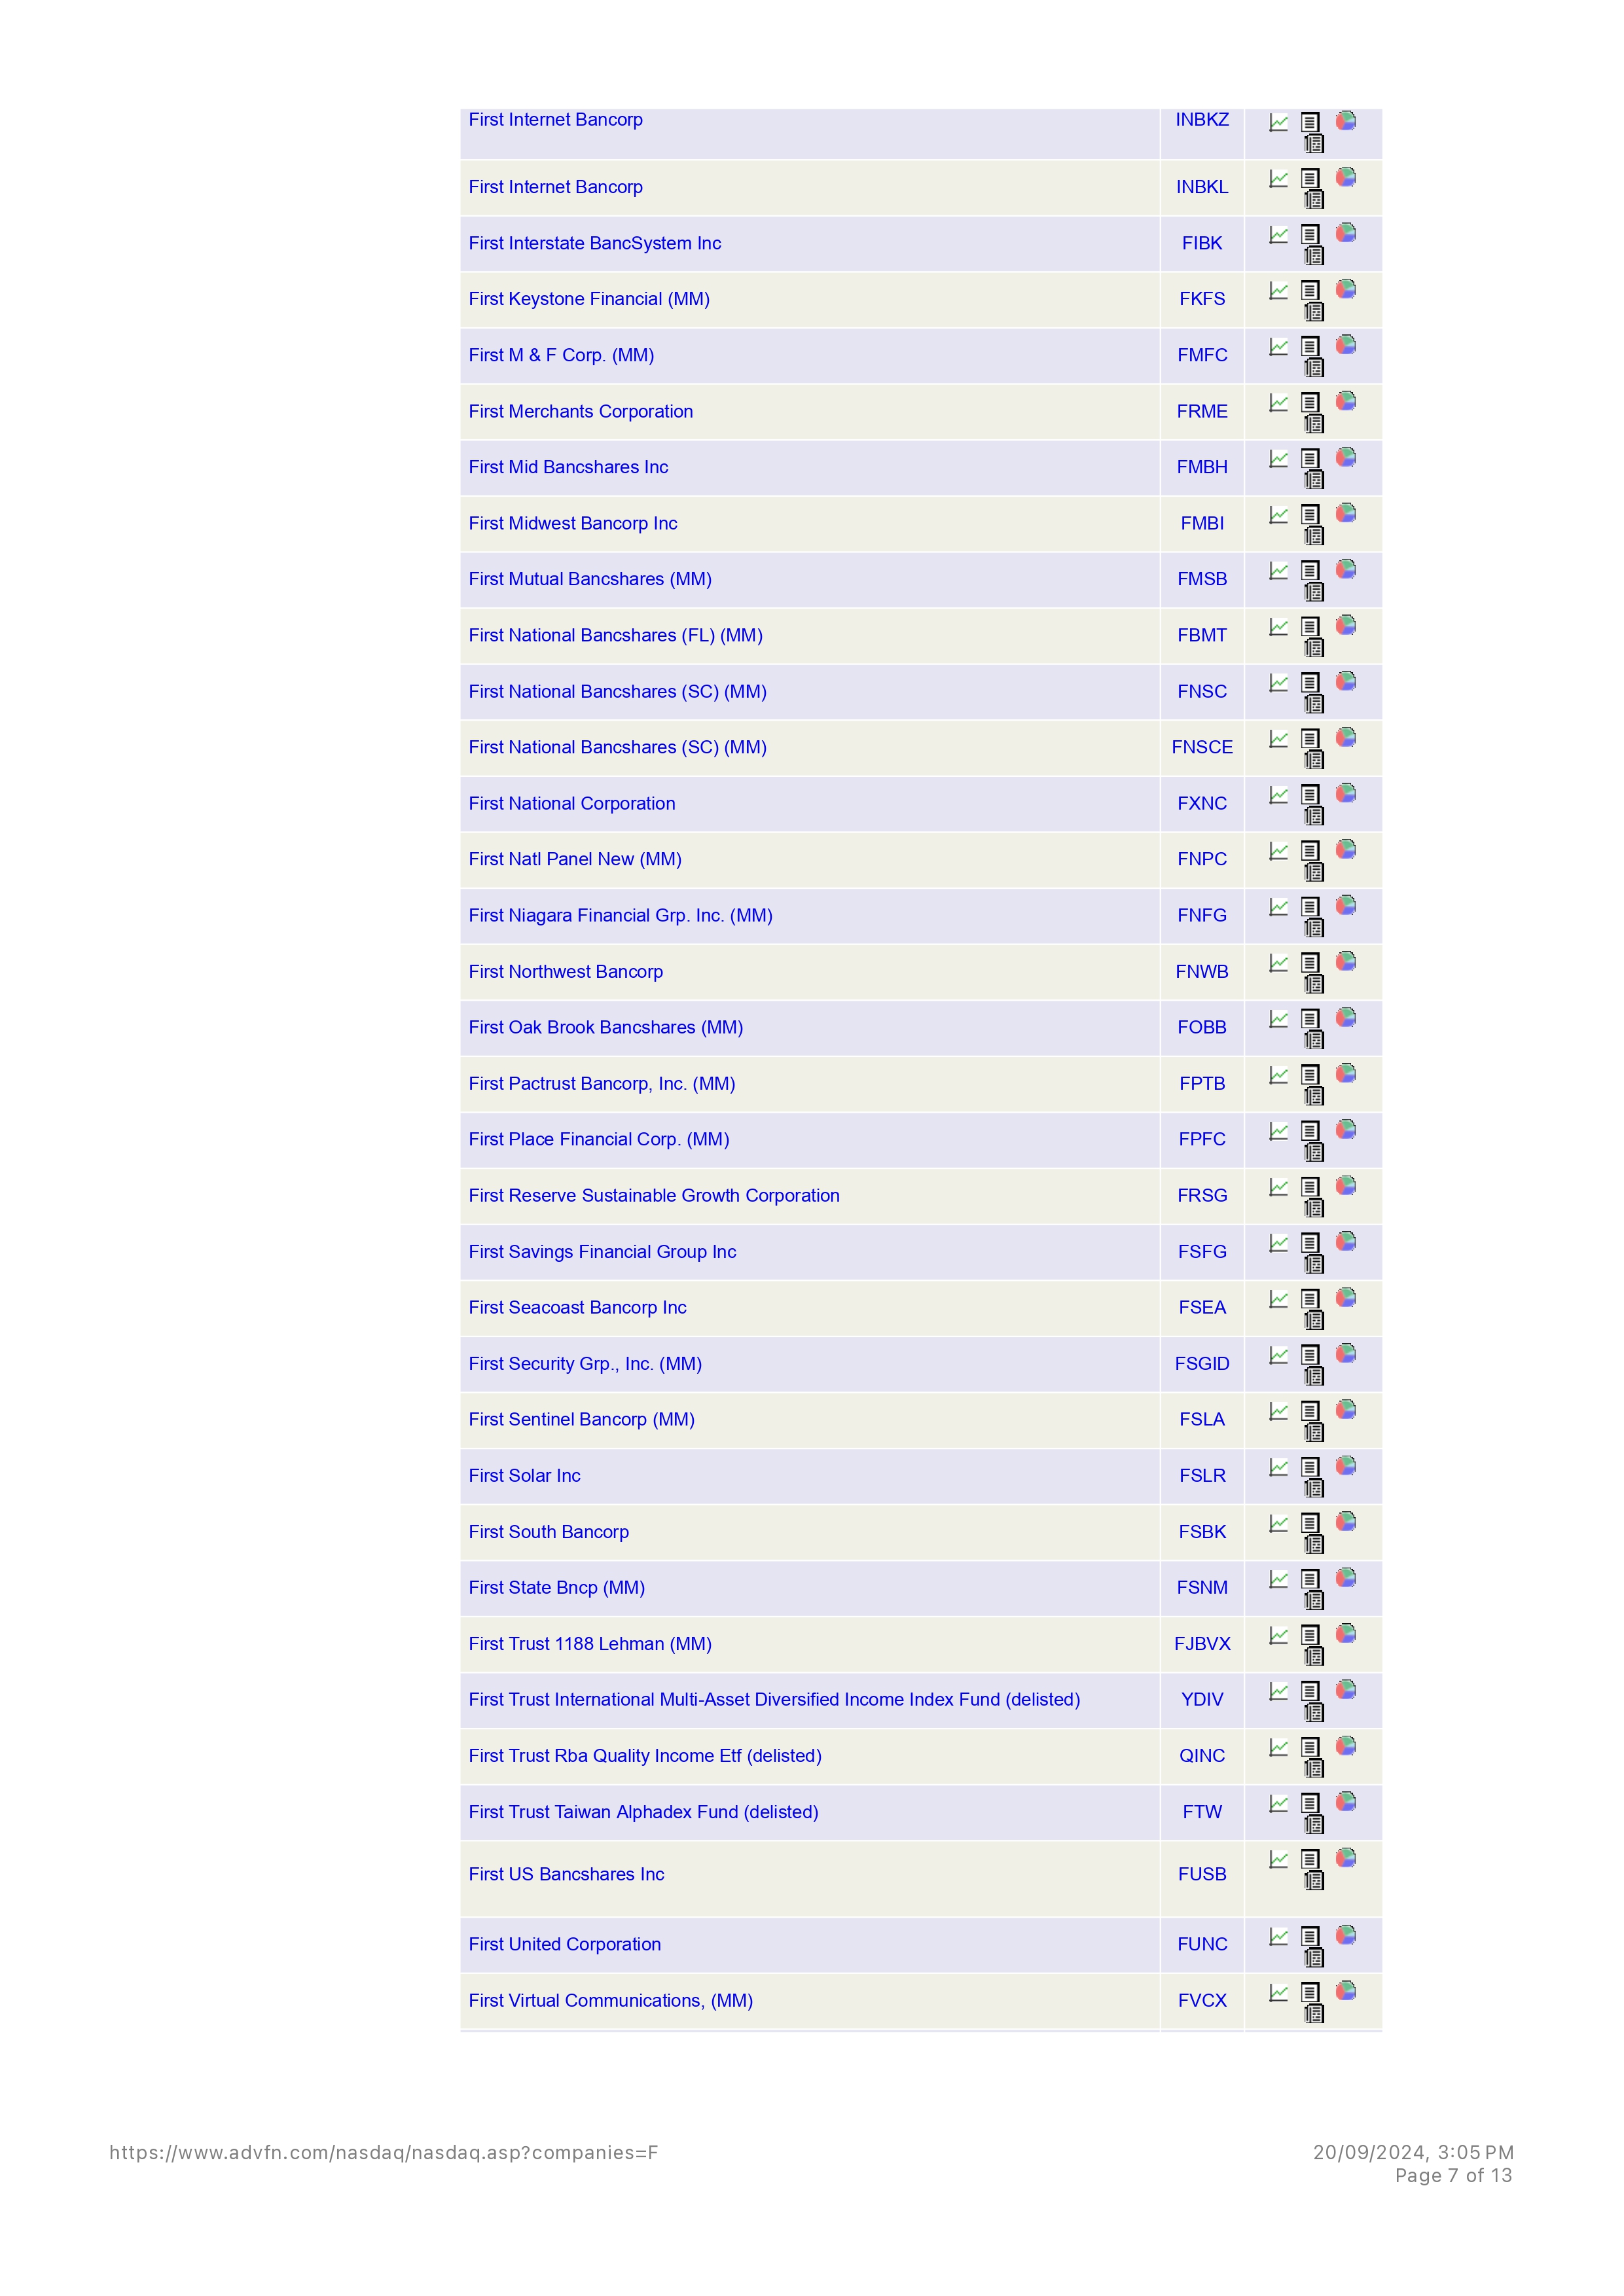 First Internet Bancorp INBKZ
First Internet Bancorp INBKL
First Interstate BancSystem Inc FIBK
First Keystone Financial (MM) FKFS
First M & F Corp. (MM) FMFC
First Merchants Corporation FRME
First Mid Bancshares Inc FMBH
First Midwest Bancorp Inc FMBI
First Mutual Bancshares (MM) FMSB
First National Bancshares (FL) (MM) FBMT
First National Bancshares (SC) (MM) FNSC
First National Bancshares (SC) (MM) FNSCE
First National Corporation FXNC
First Natl Panel New (MM) FNPC
First Niagara Financial Grp. Inc. (MM) FNFG
First Northwest Bancorp FNWB
First Oak Brook Bancshares (MM) FOBB
First Pactrust Bancorp, Inc. (MM) FPTB
First Place Financial Corp. (MM) FPFC
First Reserve Sustainable Growth Corporation FRSG
First Savings Financial Group Inc FSFG
First Seacoast Bancorp Inc FSEA
First Security Grp., Inc. (MM) FSGID
First Sentinel Bancorp (MM) FSLA
First Solar Inc FSLR
First South Bancorp FSBK
First State Bncp (MM) FSNM
First Trust 1188 Lehman (MM) FJBVX
First Trust International Multi-Asset Diversified Income Index Fund (delisted) YDIV
First Trust Rba Quality Income Etf (delisted) QINC
First Trust Taiwan Alphadex Fund (delisted) FTW
First US Bancshares Inc FUSB
First United Corporation FUNC
First Virtual Communications, (MM) FVCX
https://www.advfn.com/nasdaq/nasdaq.asp?companies=F 20/09/2024, 3:05 PM
Page 7 of 13